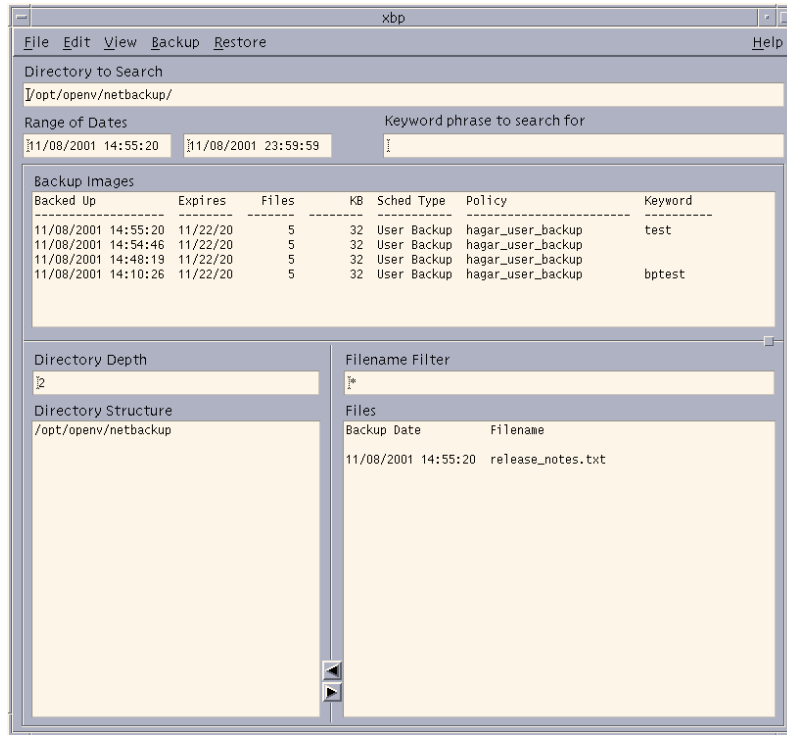 xbp
File Edit View Backup Restore Help
Directory to Search
/opt/openv/netbackup/
Range of Dates Keyword phrase to search for
11/08/2001 14:55:20 11/08/2001 23:59:59
Backup Images
Backed Up Expires Files KB Sched Type Policy Keyword
------------------- -------- ------- -------- ----------- ------------------------ ----------
11/08/2001 14:55:20 11/22/20 5 32 User Backup hagar_user_backup test
11/08/2001 14:54:46 11/22/20 5 32 User Backup hagar_user_backup
11/08/2001 14:48:19 11/22/20 5 32 User Backup hagar_user_backup
11/08/2001 14:10:26 11/22/20 5 32 User Backup hagar_user_backup bptest
Directory Depth
2
Directory Structure
/opt/openv/netbackup
Filename Filter
*
Files
Backup Date Filename
11/08/2001 14:55:20 release_notes.txt